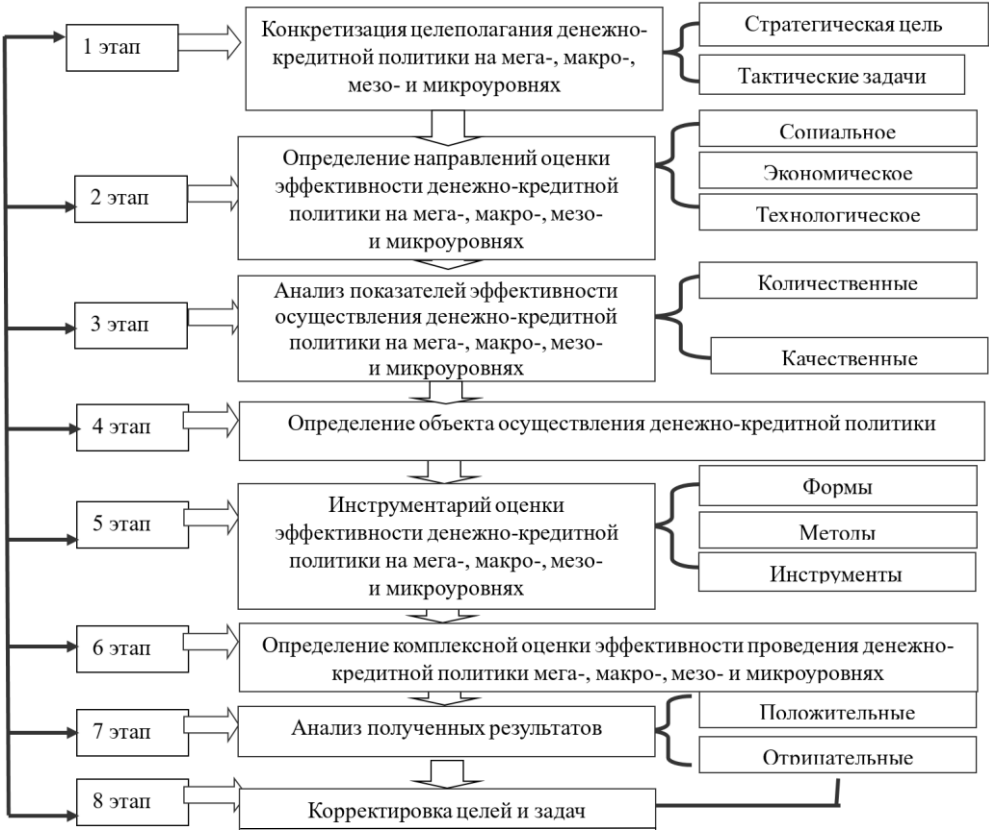 1 этап
Конкретизация целеполагания денежно-
кредитной политики на мега-, макро-,
мезо- и микроуровнях
Стратегическая цель
Тактические задачи
2 этап
Определение направлений оценки
эффективности денежно-кредитной
политики на мега-, макро-, мезо-
и микроуровнях
Социальное
Экономическое
Технологическое
3 этап
Анализ показателей эффективности
осуществления денежно-кредитной
политики на мега-, макро-, мезо-
и микроуровнях
Количественные
Качественные
4 этап
Определение объекта осуществления денежно-кредитной политики
5 этап
Инструментарий оценки
эффективности денежно-кредитной
политики на мега-, макро-, мезо-
и микроуровнях
Формы
Методы
Инструменты
6 этап
Определение комплексной оценки эффективности проведения денежно-
кредитной политики мега-, макро-, мезо- и микроуровнях
7 этап
Анализ полученных результатов
Положительные
Отрицательные
8 этап
Корректировка целей и задач